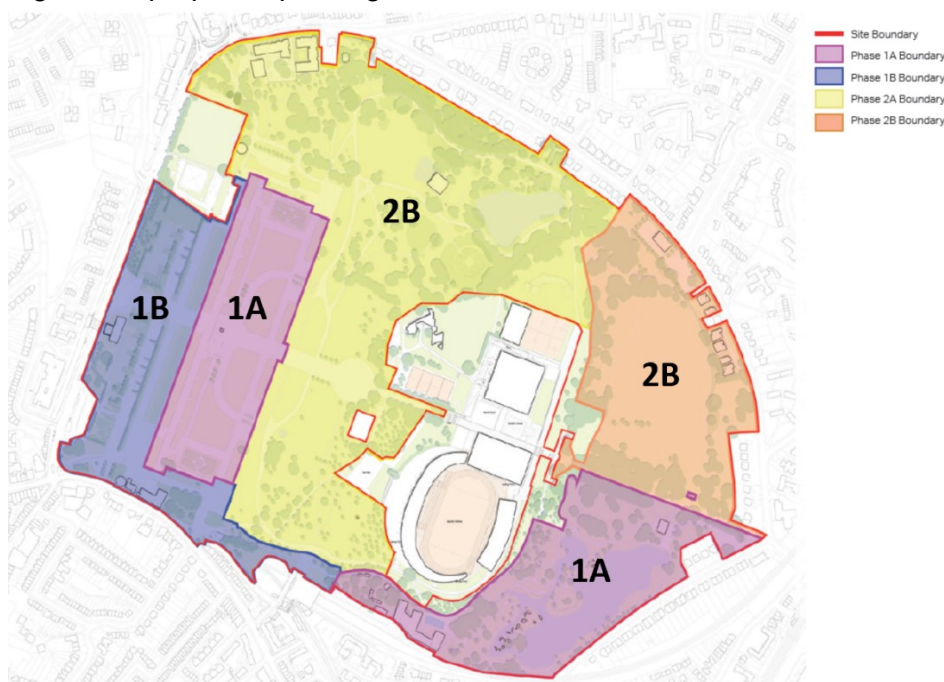 Site Boundary
Phase 1A Boundary
Phase 1B Boundary
Phase 2A Boundary
Phase 2B Boundary
2B
1B
1A
2B
1A